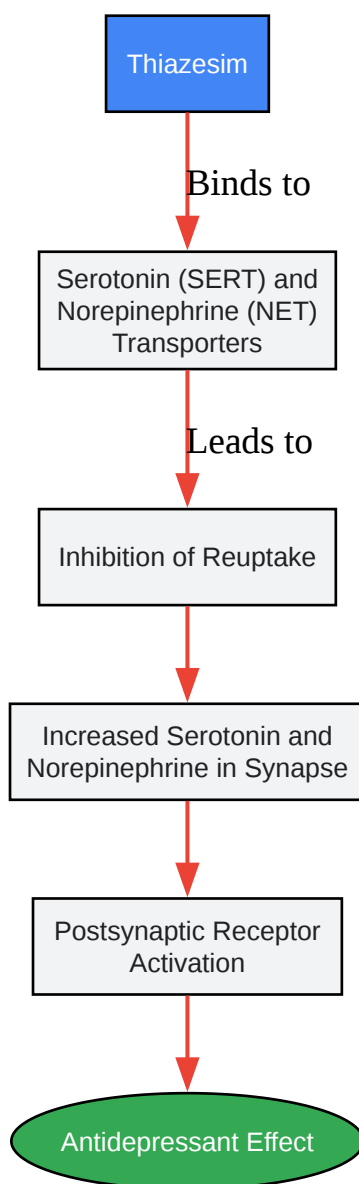 Thiazesim
Binds to
Serotonin (SERT) and
Norepinephrine (NET)
Transporters
Leads to
Inhibition of Reuptake
Increased Serotonin and
Norepinephrine in Synapse
Postsynaptic Receptor
Activation
Antidepressant Effect